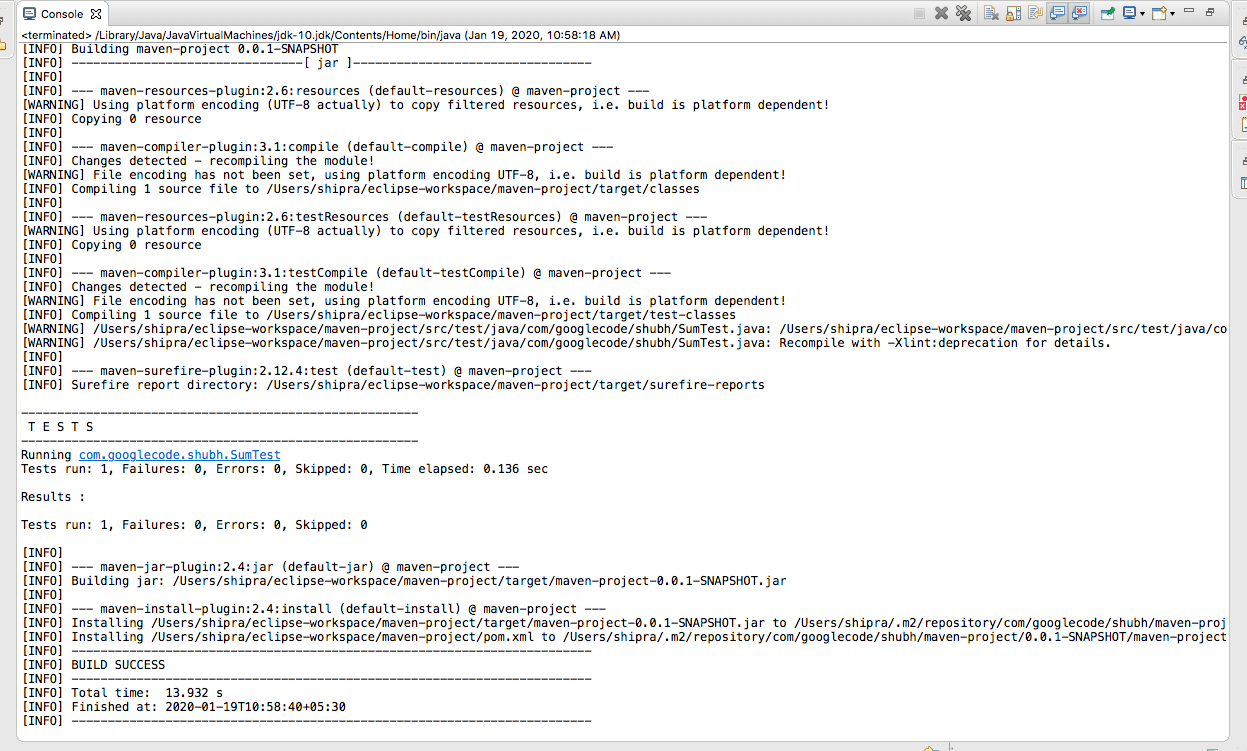 Console
<terminated> /Library/Java/JavaVirtualMachines/jdk-10.jdk/Contents/Home/bin/java (Jan 19, 2020, 10:58:18 AM)
[INFO] Building maven-project 0.0.1-SNAPSHOT
[INFO] --------------------------------[ jar ]---------------------------------
[INFO]
[INFO] --- maven-resources-plugin:2.6:resources (default-resources) @ maven-project ---
[WARNING] Using platform encoding (UTF-8 actually) to copy filtered resources, i.e. build is platform dependent!
[INFO] Copying 0 resource
[INFO]
[INFO] --- maven-compiler-plugin:3.1:compile (default-compile) @ maven-project ---
[INFO] Changes detected - recompiling the module!
[WARNING] File encoding has not been set, using platform encoding UTF-8, i.e. build is platform dependent!
[INFO] Compiling 1 source file to /Users/shipra/eclipse-workspace/maven-project/target/classes
[INFO]
[INFO] --- maven-resources-plugin:2.6:testResources (default-testResources) @ maven-project ---
[WARNING] Using platform encoding (UTF-8 actually) to copy filtered resources, i.e. build is platform dependent!
[INFO] Copying 0 resource
[INFO]
[INFO] --- maven-compiler-plugin:3.1:testCompile (default-testCompile) @ maven-project ---
[INFO] Changes detected - recompiling the module!
[WARNING] File encoding has not been set, using platform encoding UTF-8, i.e. build is platform dependent!
[INFO] Compiling 1 source file to /Users/shipra/eclipse-workspace/maven-project/target/test-classes
[WARNING] /Users/shipra/eclipse-workspace/maven-project/src/test/java/com/googlecode/shubh/SumTest.java: /Users/shipra/eclipse-workspace/maven-project/src/test/java/co
[WARNING] /Users/shipra/eclipse-workspace/maven-project/src/test/java/com/googlecode/shubh/SumTest.java: Recompile with -Xlint:deprecation for details.
[INFO]
[INFO] --- maven-surefire-plugin:2.12.4:test (default-test) @ maven-project ---
[INFO] Surefire report directory: /Users/shipra/eclipse-workspace/maven-project/target/surefire-reports
-------------------------------------------------------
T E S T S
-------------------------------------------------------
Running com.googlecode.shubh.SumTest
Tests run: 1, Failures: 0, Errors: 0, Skipped: 0, Time elapsed: 0.136 sec
Results :
Tests run: 1, Failures: 0, Errors: 0, Skipped: 0
[INFO]
[INFO] --- maven-jar-plugin:2.4:jar (default-jar) @ maven-project ---
[INFO] Building jar: /Users/shipra/eclipse-workspace/maven-project/target/maven-project-0.0.1-SNAPSHOT.jar
[INFO]
[INFO] --- maven-install-plugin:2.4:install (default-install) @ maven-project ---
[INFO] Installing /Users/shipra/eclipse-workspace/maven-project/target/maven-project-0.0.1-SNAPSHOT.jar to /Users/shipra/.m2/repository/com/googlecode/shubh/maven-proj
[INFO] Installing /Users/shipra/eclipse-workspace/maven-project/pom.xml to /Users/shipra/.m2/repository/com/googlecode/shubh/maven-project/0.0.1-SNAPSHOT/maven-project
[INFO] ------------------------------------------------------------------------
[INFO] BUILD SUCCESS
[INFO] ------------------------------------------------------------------------
[INFO] Total time:  13.932 s
[INFO] Finished at: 2020-01-19T10:58:40+05:30
[INFO] ------------------------------------------------------------------------